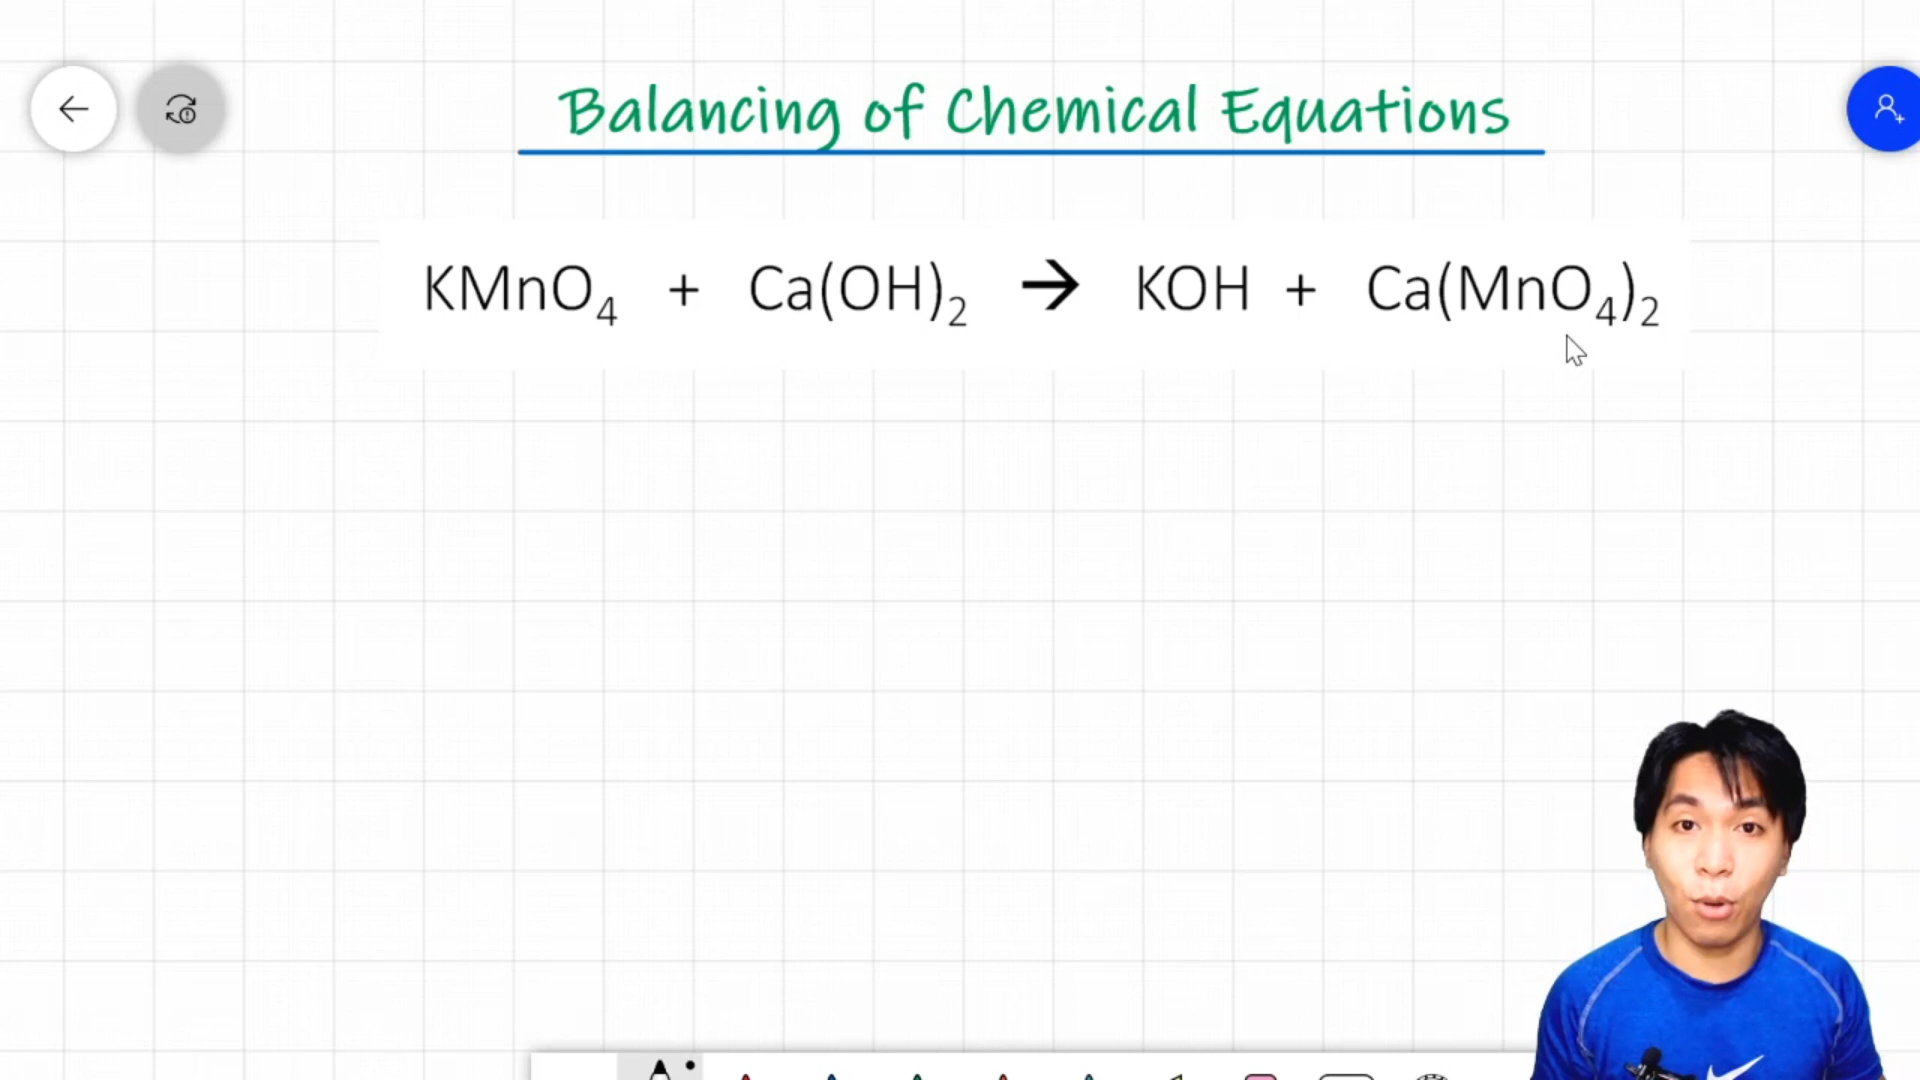 Balancing of Chemical Equations
KMnO₄ + Ca(OH)₂ → KOH + Ca(MnO₄)₂